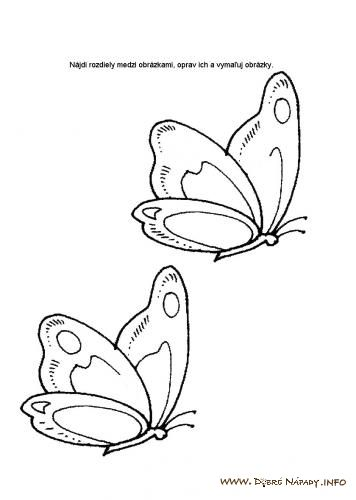 Nájdi rozdiely medzi obrázkami, oprav ich a vymaľuj obrázky.
www.Dobré Nápady.info